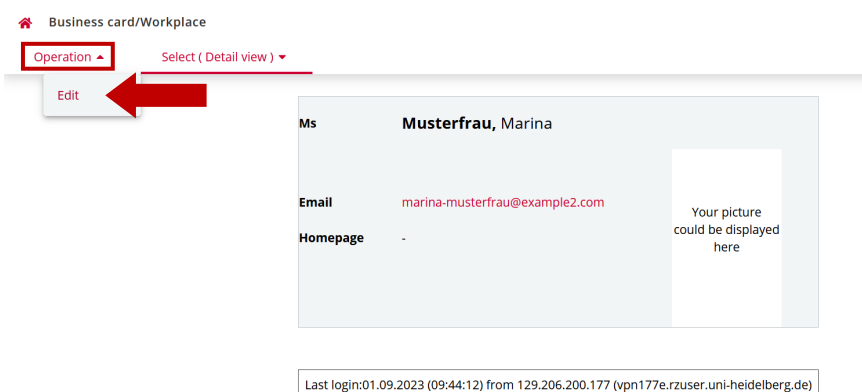 Business card/Workplace
Operation Select ( Detail view )
Edit
Ms Musterfrau, Marina
Email marina-musterfrau@example2.com
Homepage -
Your picture
could be displayed
here
Last login:01.09.2023 (09:44:12) from 129.206.200.177 (vpn177e.rzuser.uni-heidelberg.de)